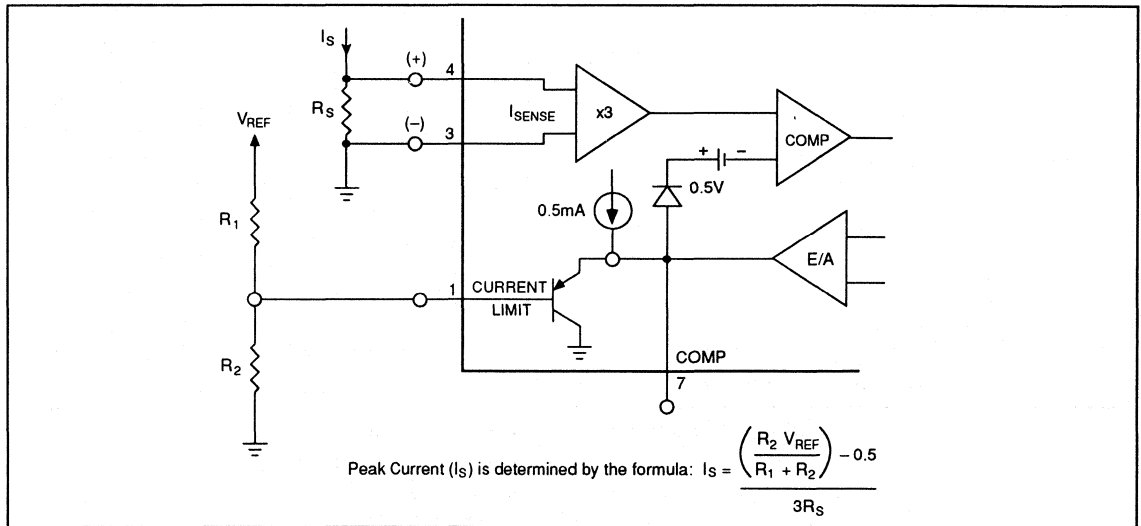 I_S
(+)
4
R_S
(–)
3
I_SENSE
x3
V_REF
COMP
+ –
0.5V
0.5mA
R_1
E/A
1
CURRENT
LIMIT
R_2
COMP
7
Peak Current (I_S) is determined by the formula: I_S = ((R_2 V_REF)/(R_1 + R_2)) – 0.5 / 3R_S